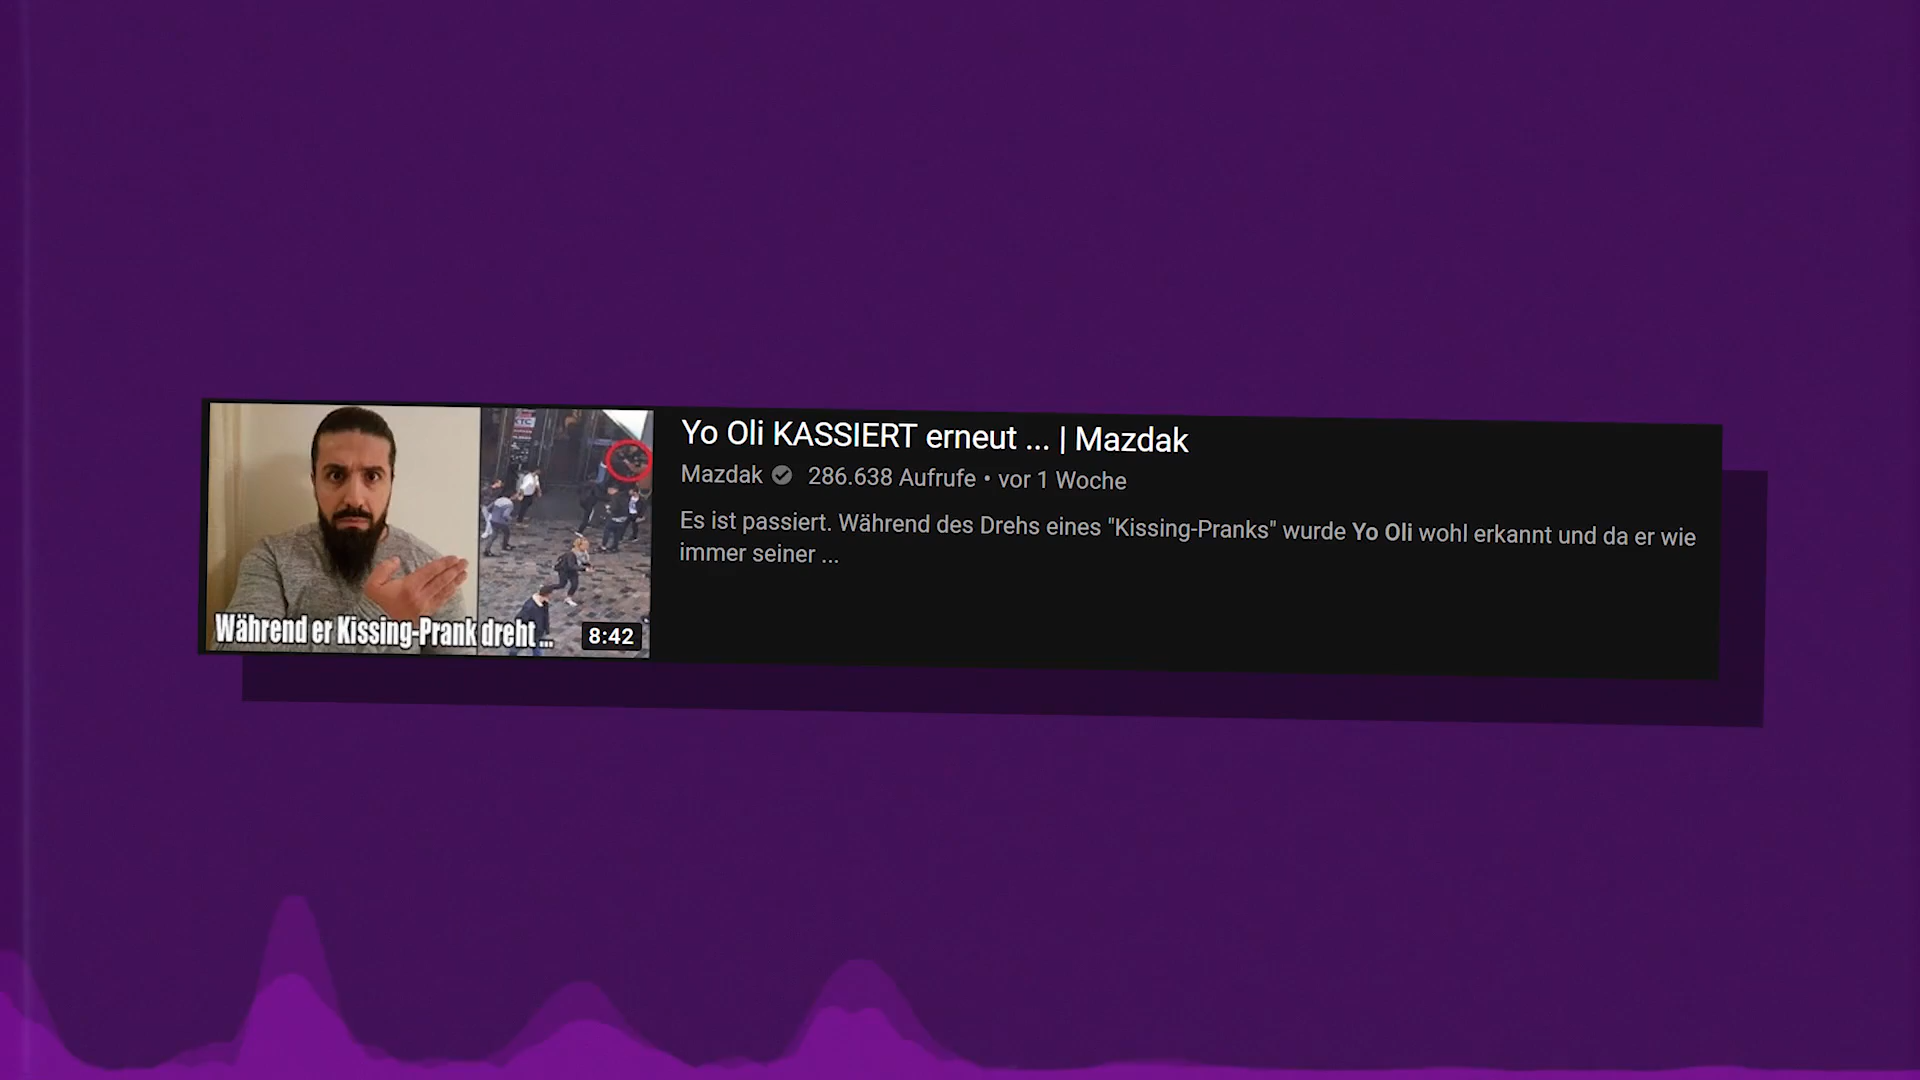 Yo Oli KASSIERT erneut ... | Mazdak
Mazdak 286.638 Aufrufe • vor 1 Woche
Es ist passiert. Während des Drehs eines "Kissing-Pranks" wurde Yo Oli wohl erkannt und da er wie
immer seiner ...
KTC
Während er Kissing-Prank dreht ...
8:42